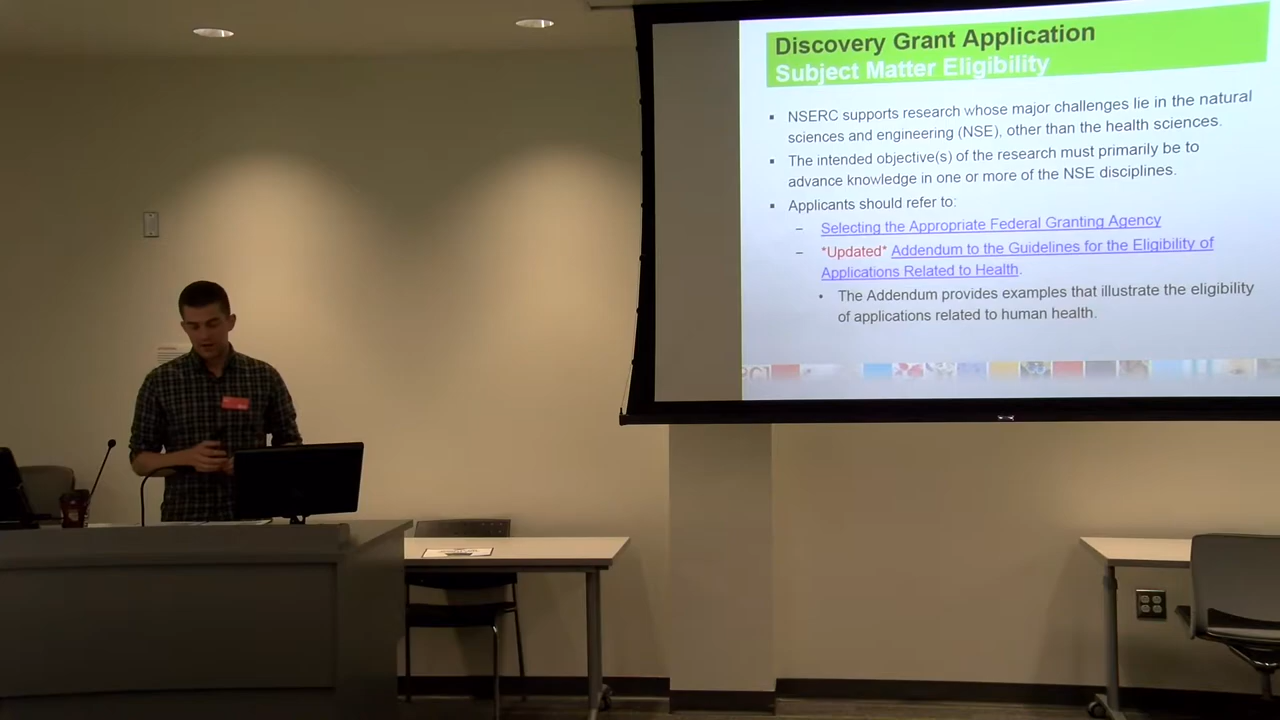 Discovery Grant Application
Subject Matter Eligibility
▪ NSERC supports research whose major challenges lie in the natural
sciences and engineering (NSE), other than the health sciences.
▪ The intended objective(s) of the research must primarily be to
advance knowledge in one or more of the NSE disciplines.
▪ Applicants should refer to:
– Selecting the Appropriate Federal Granting Agency
– *Updated* Addendum to the Guidelines for the Eligibility of
Applications Related to Health.
• The Addendum provides examples that illustrate the eligibility
of applications related to human health.